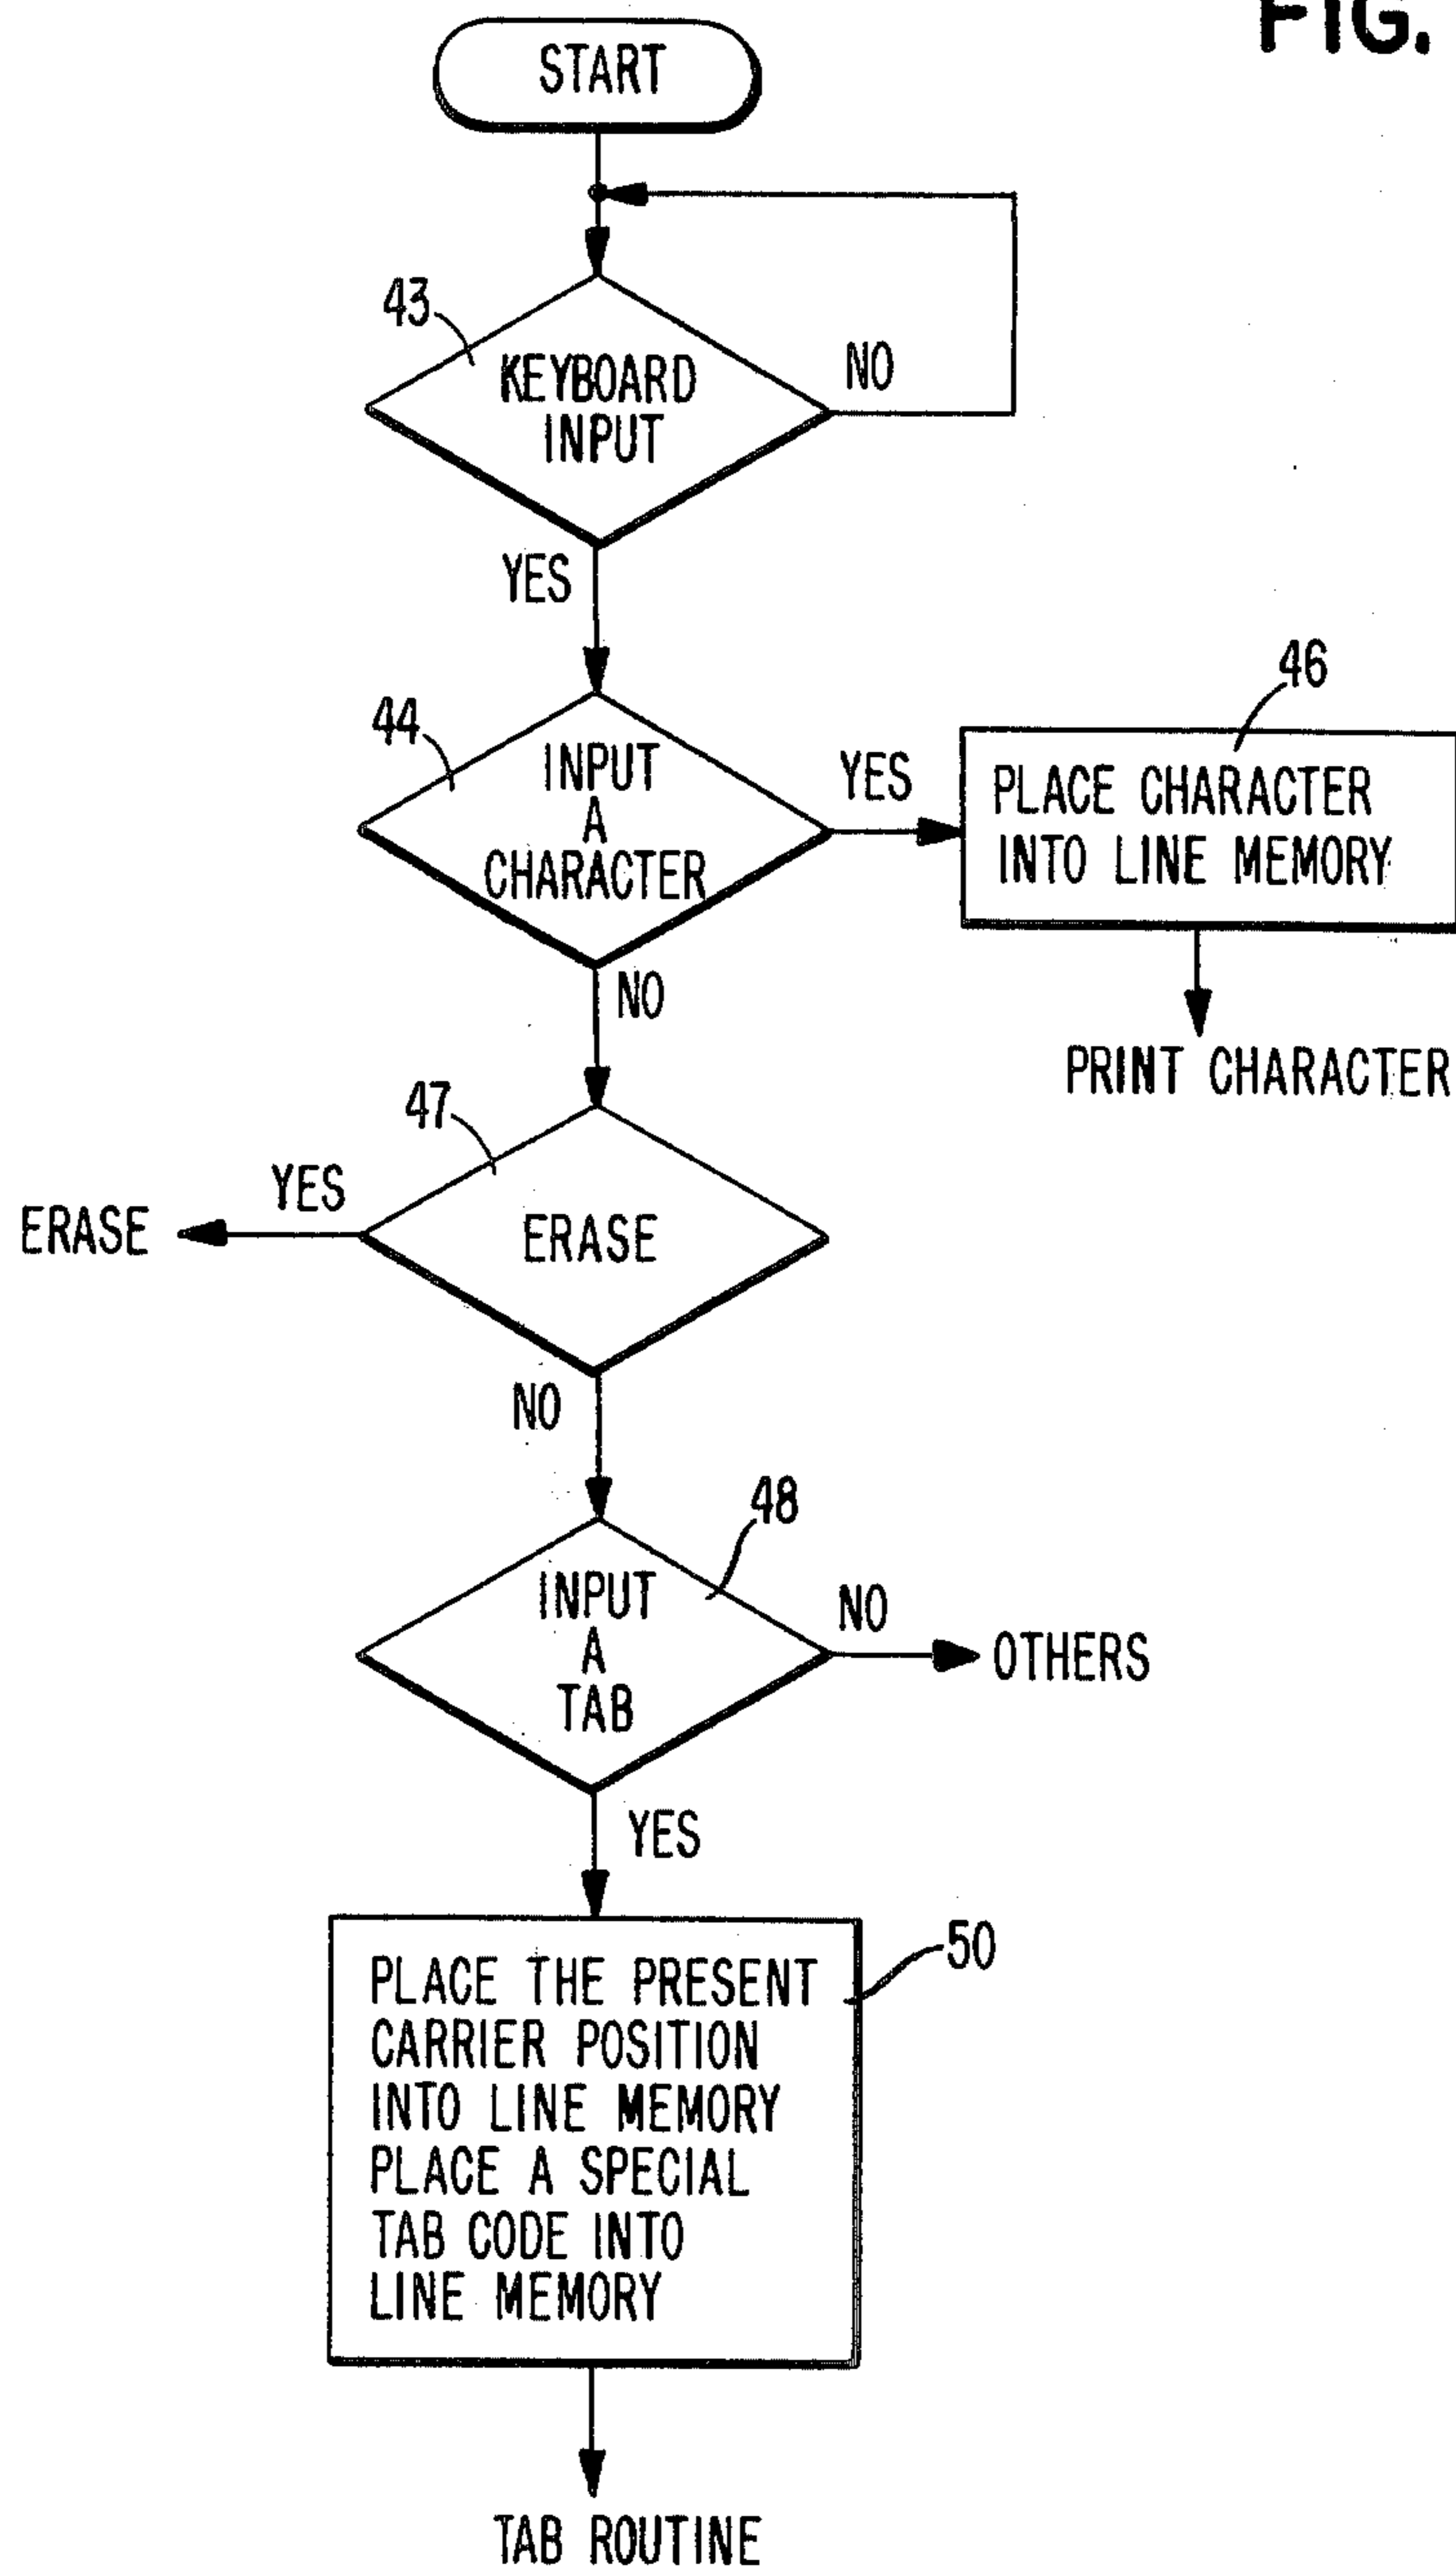 FIG.
START
43
KEYBOARD
INPUT
NO
YES
44
INPUT
A
CHARACTER
YES
46
PLACE CHARACTER
INTO LINE MEMORY
NO
PRINT CHARACTER
47
YES
ERASE
ERASE
NO
48
INPUT
A
TAB
NO
OTHERS
YES
50
PLACE THE PRESENT
CARRIER POSITION
INTO LINE MEMORY
PLACE A SPECIAL
TAB CODE INTO
LINE MEMORY
TAB ROUTINE